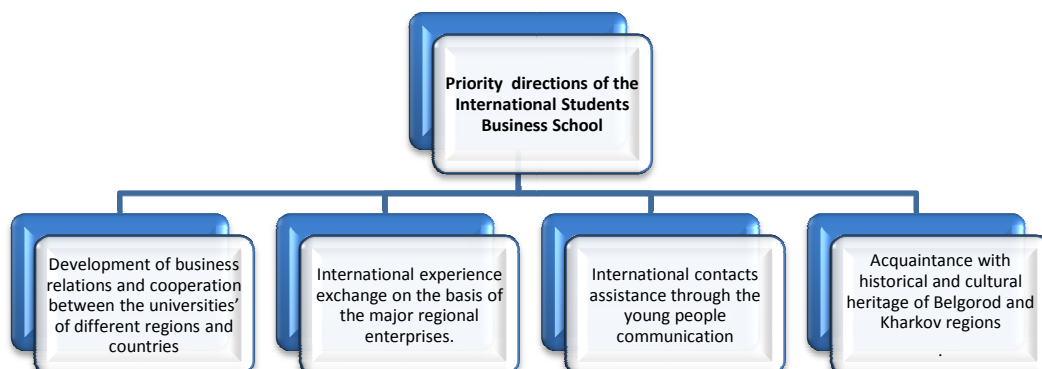 Priority directions of the
International Students
Business School
Development of business
relations and cooperation
between the universities’
of different regions and
countries
International experience
exchange on the basis of
the major regional
enterprises.
International contacts
assistance through the
young people
communication
Acquaintance with
historical and cultural
heritage of Belgorod and
Kharkov regions
.